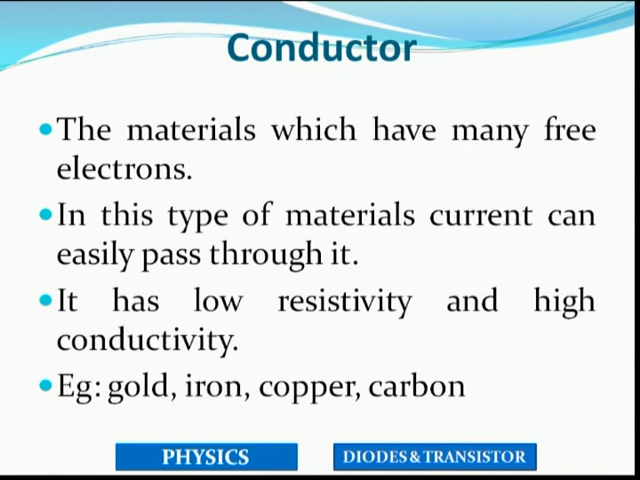 Conductor
The materials which have many free
electrons.
In this type of materials current can
easily pass through it.
It has low resistivity and high
conductivity.
Eg: gold, iron, copper, carbon
PHYSICS
DIODES & TRANSISTOR